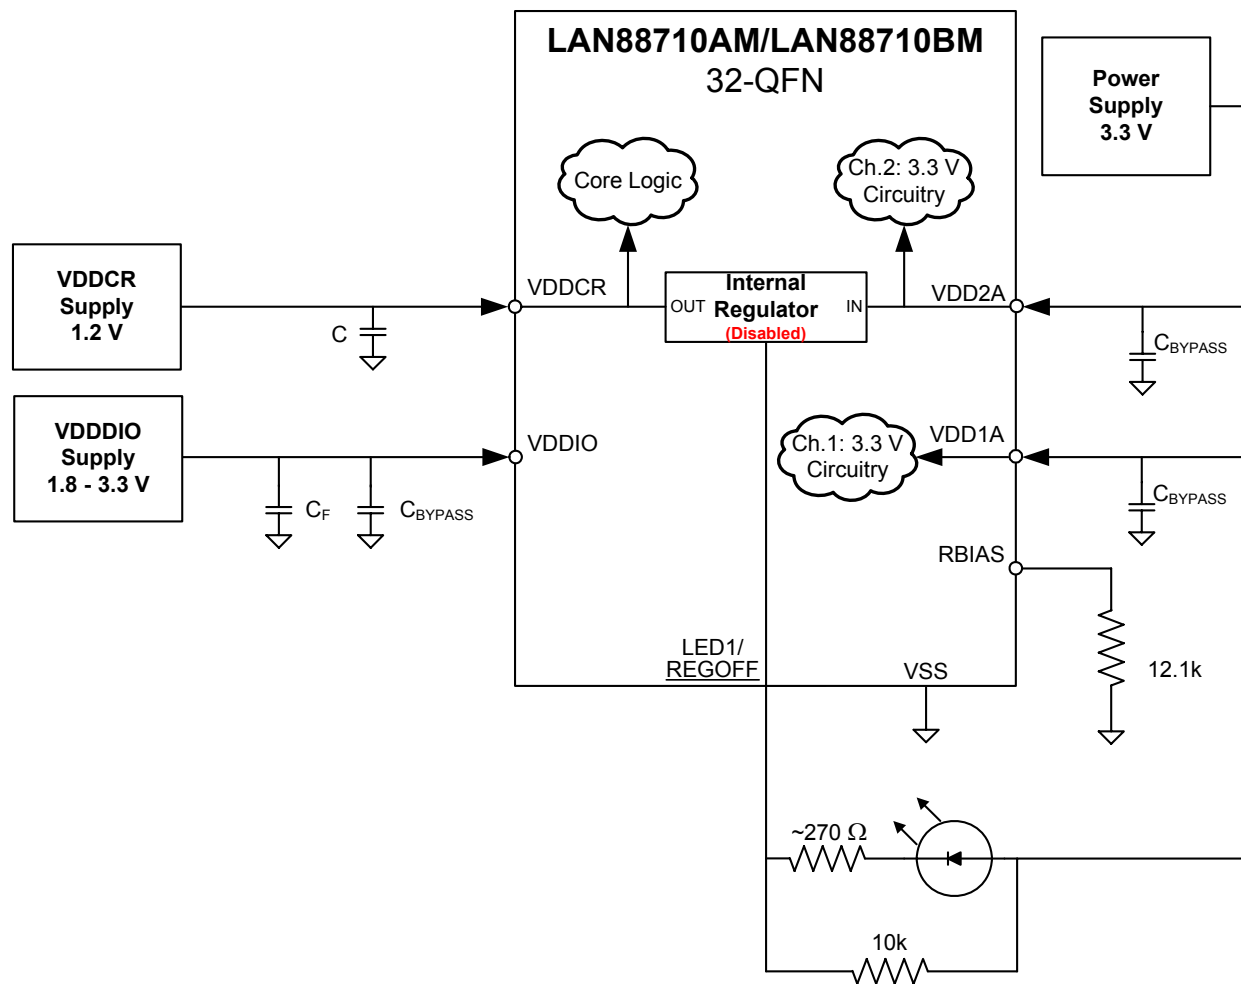 LAN88710AM/LAN88710BM
32-QFN
Power
Supply
3.3 V
Core Logic
Ch.2: 3.3 V
Circuitry
VDDCR
Supply
1.2 V
VDDCR
OUT
Internal
Regulator
(Disabled)
IN
VDD2A
C
CBYPASS
VDDDIO
Supply
1.8 - 3.3 V
VDDIO
Ch.1: 3.3 V
Circuitry
VDD1A
CF
CBYPASS
CBYPASS
RBIAS
12.1k
LED1/
REGOFF
VSS
~270 Ω
10k